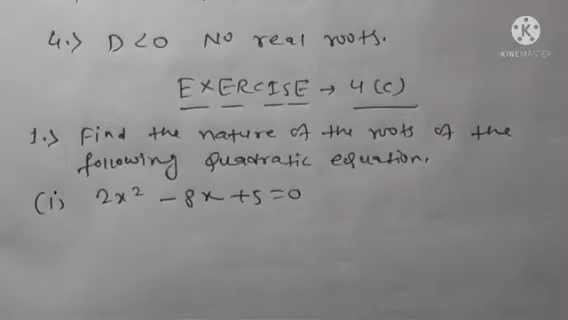 4.) D<0 No real roots.
KINEMASTER
EXERCISE → 4(C)
1.) Find the nature of the roots of the
following quadratic equation.
(i) 2x² - 8x + 5 = 0